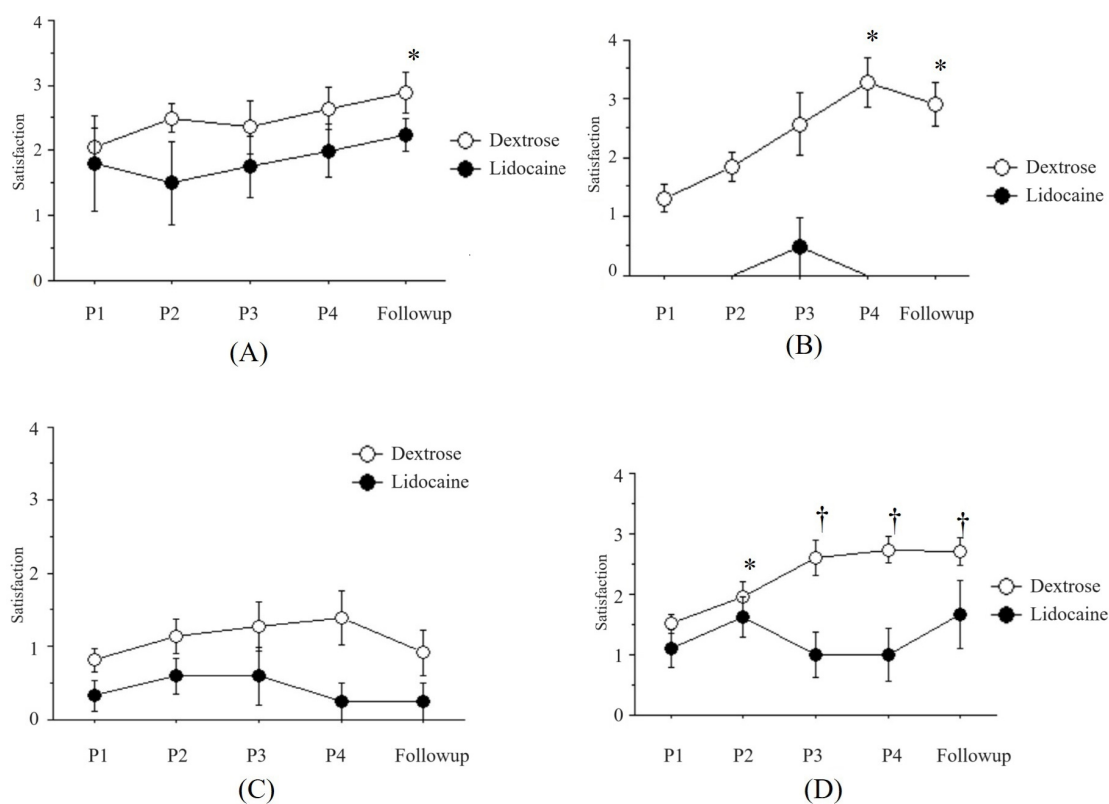 4
3
2
1
0
Satisfaction
*
Dextrose
Lidocaine
P1 P2 P3 P4 Followup
(A)
4
3
2
1
0
Satisfaction
* *
Dextrose
Lidocaine
P1 P2 P3 P4 Followup
(B)
4
3
2
1
0
Satisfaction
Dextrose
Lidocaine
P1 P2 P3 P4 Followup
(C)
4
3
2
1
0
Satisfaction
* † † †
Dextrose
Lidocaine
P1 P2 P3 P4 Followup
(D)